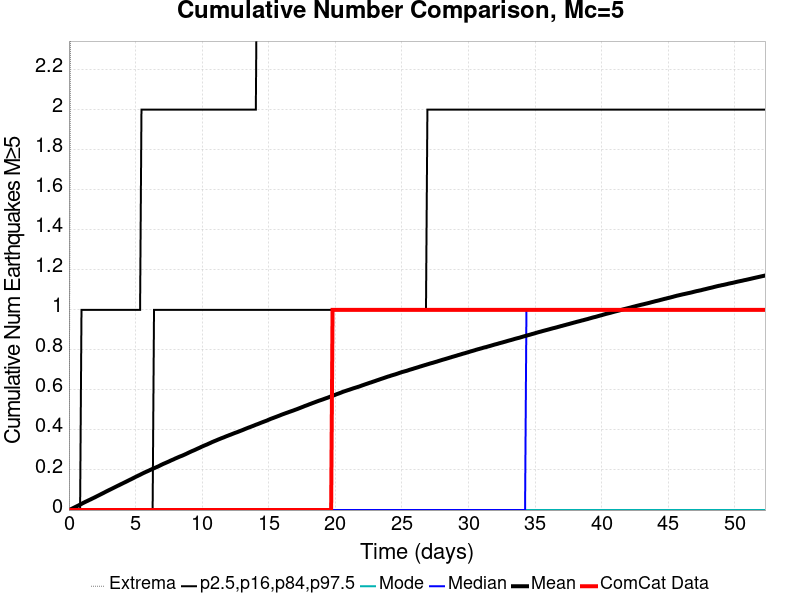 Cumulative Number Comparison, Mc=5
Cumulative Num Earthquakes M≥5
2.2
2
1.8
1.6
1.4
1.2
1
0.8
0.6
0.4
0.2
0
0 5 10 15 20 25 30 35 40 45 50
Time (days)
Extrema p2.5,p16,p84,p97.5 Mode Median Mean ComCat Data